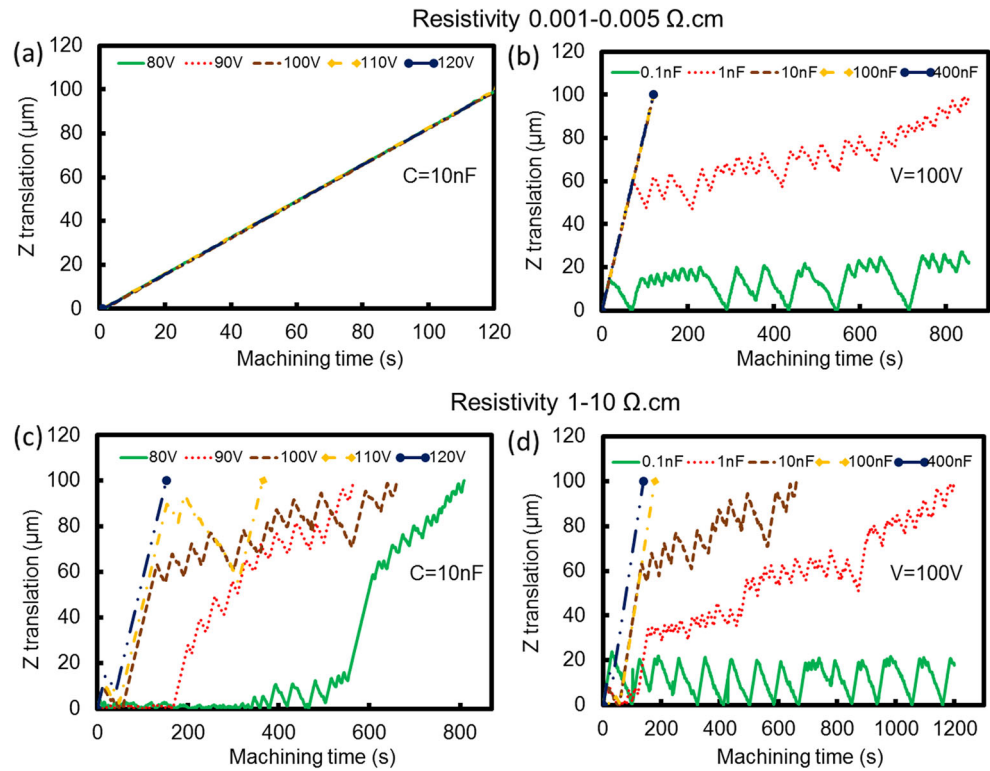 Resistivity 0.001-0.005 Ω.cm
(a)
120
100
80
60
40
20
0
Z translation (µm)
80V 90V 100V 110V 120V
C=10nF
0 20 40 60 80 100 120
Machining time (s)
(b)
120
100
80
60
40
20
0
Z translation (µm)
0.1nF 1nF 10nF 100nF 400nF
V=100V
0 200 400 600 800
Machining time (s)
Resistivity 1-10 Ω.cm
(c)
120
100
80
60
40
20
0
Z translation (µm)
80V 90V 100V 110V 120V
C=10nF
0 200 400 600 800
Machining time (s)
(d)
120
100
80
60
40
20
0
Z translation (µm)
0.1nF 1nF 10nF 100nF 400nF
V=100V
0 200 400 600 800 1000 1200
Machining time (s)